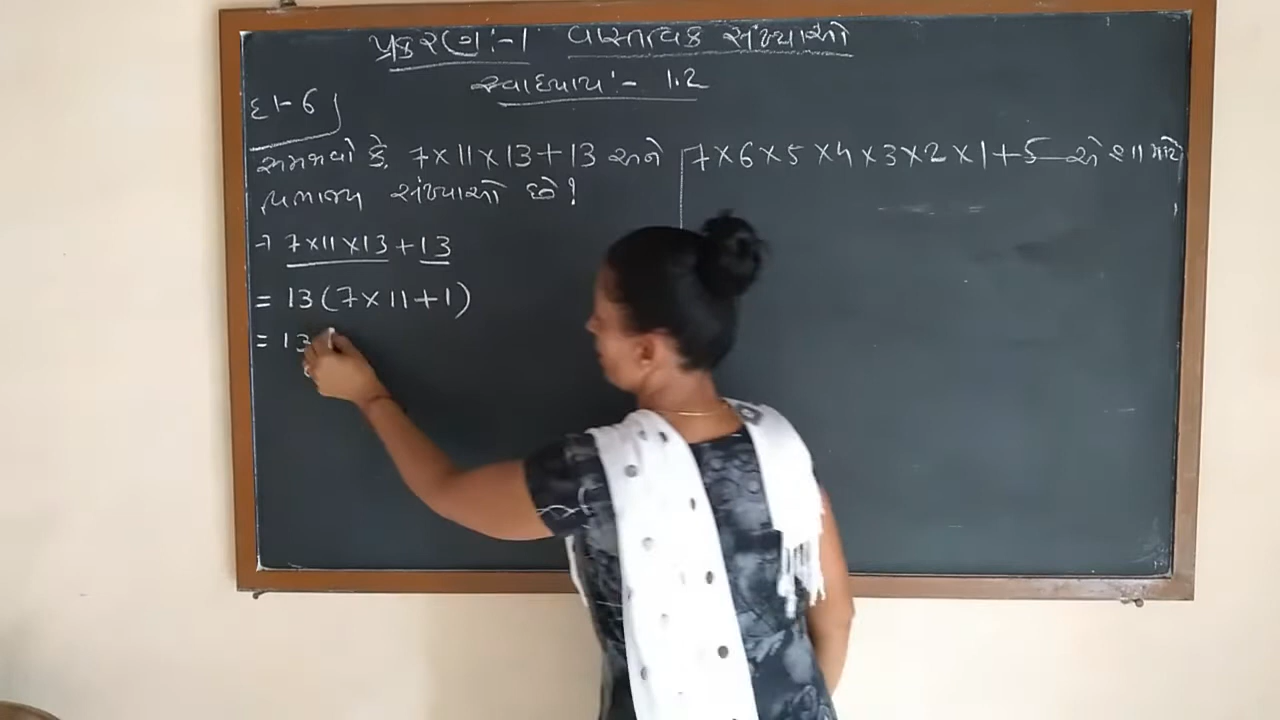 પ્રકરણ:-1 વાસ્તવિક સંખ્યાઓ
સ્વાધ્યાય:- 1.2
દા-6
સમજાવો કે, 7×11×13+13 અને 7×6×5×4×3×2×1+5 એ શા માટે
વિભાજ્ય સંખ્યાઓ છે!
→ 7×11×13 + 13
= 13(7×11+1)
= 13